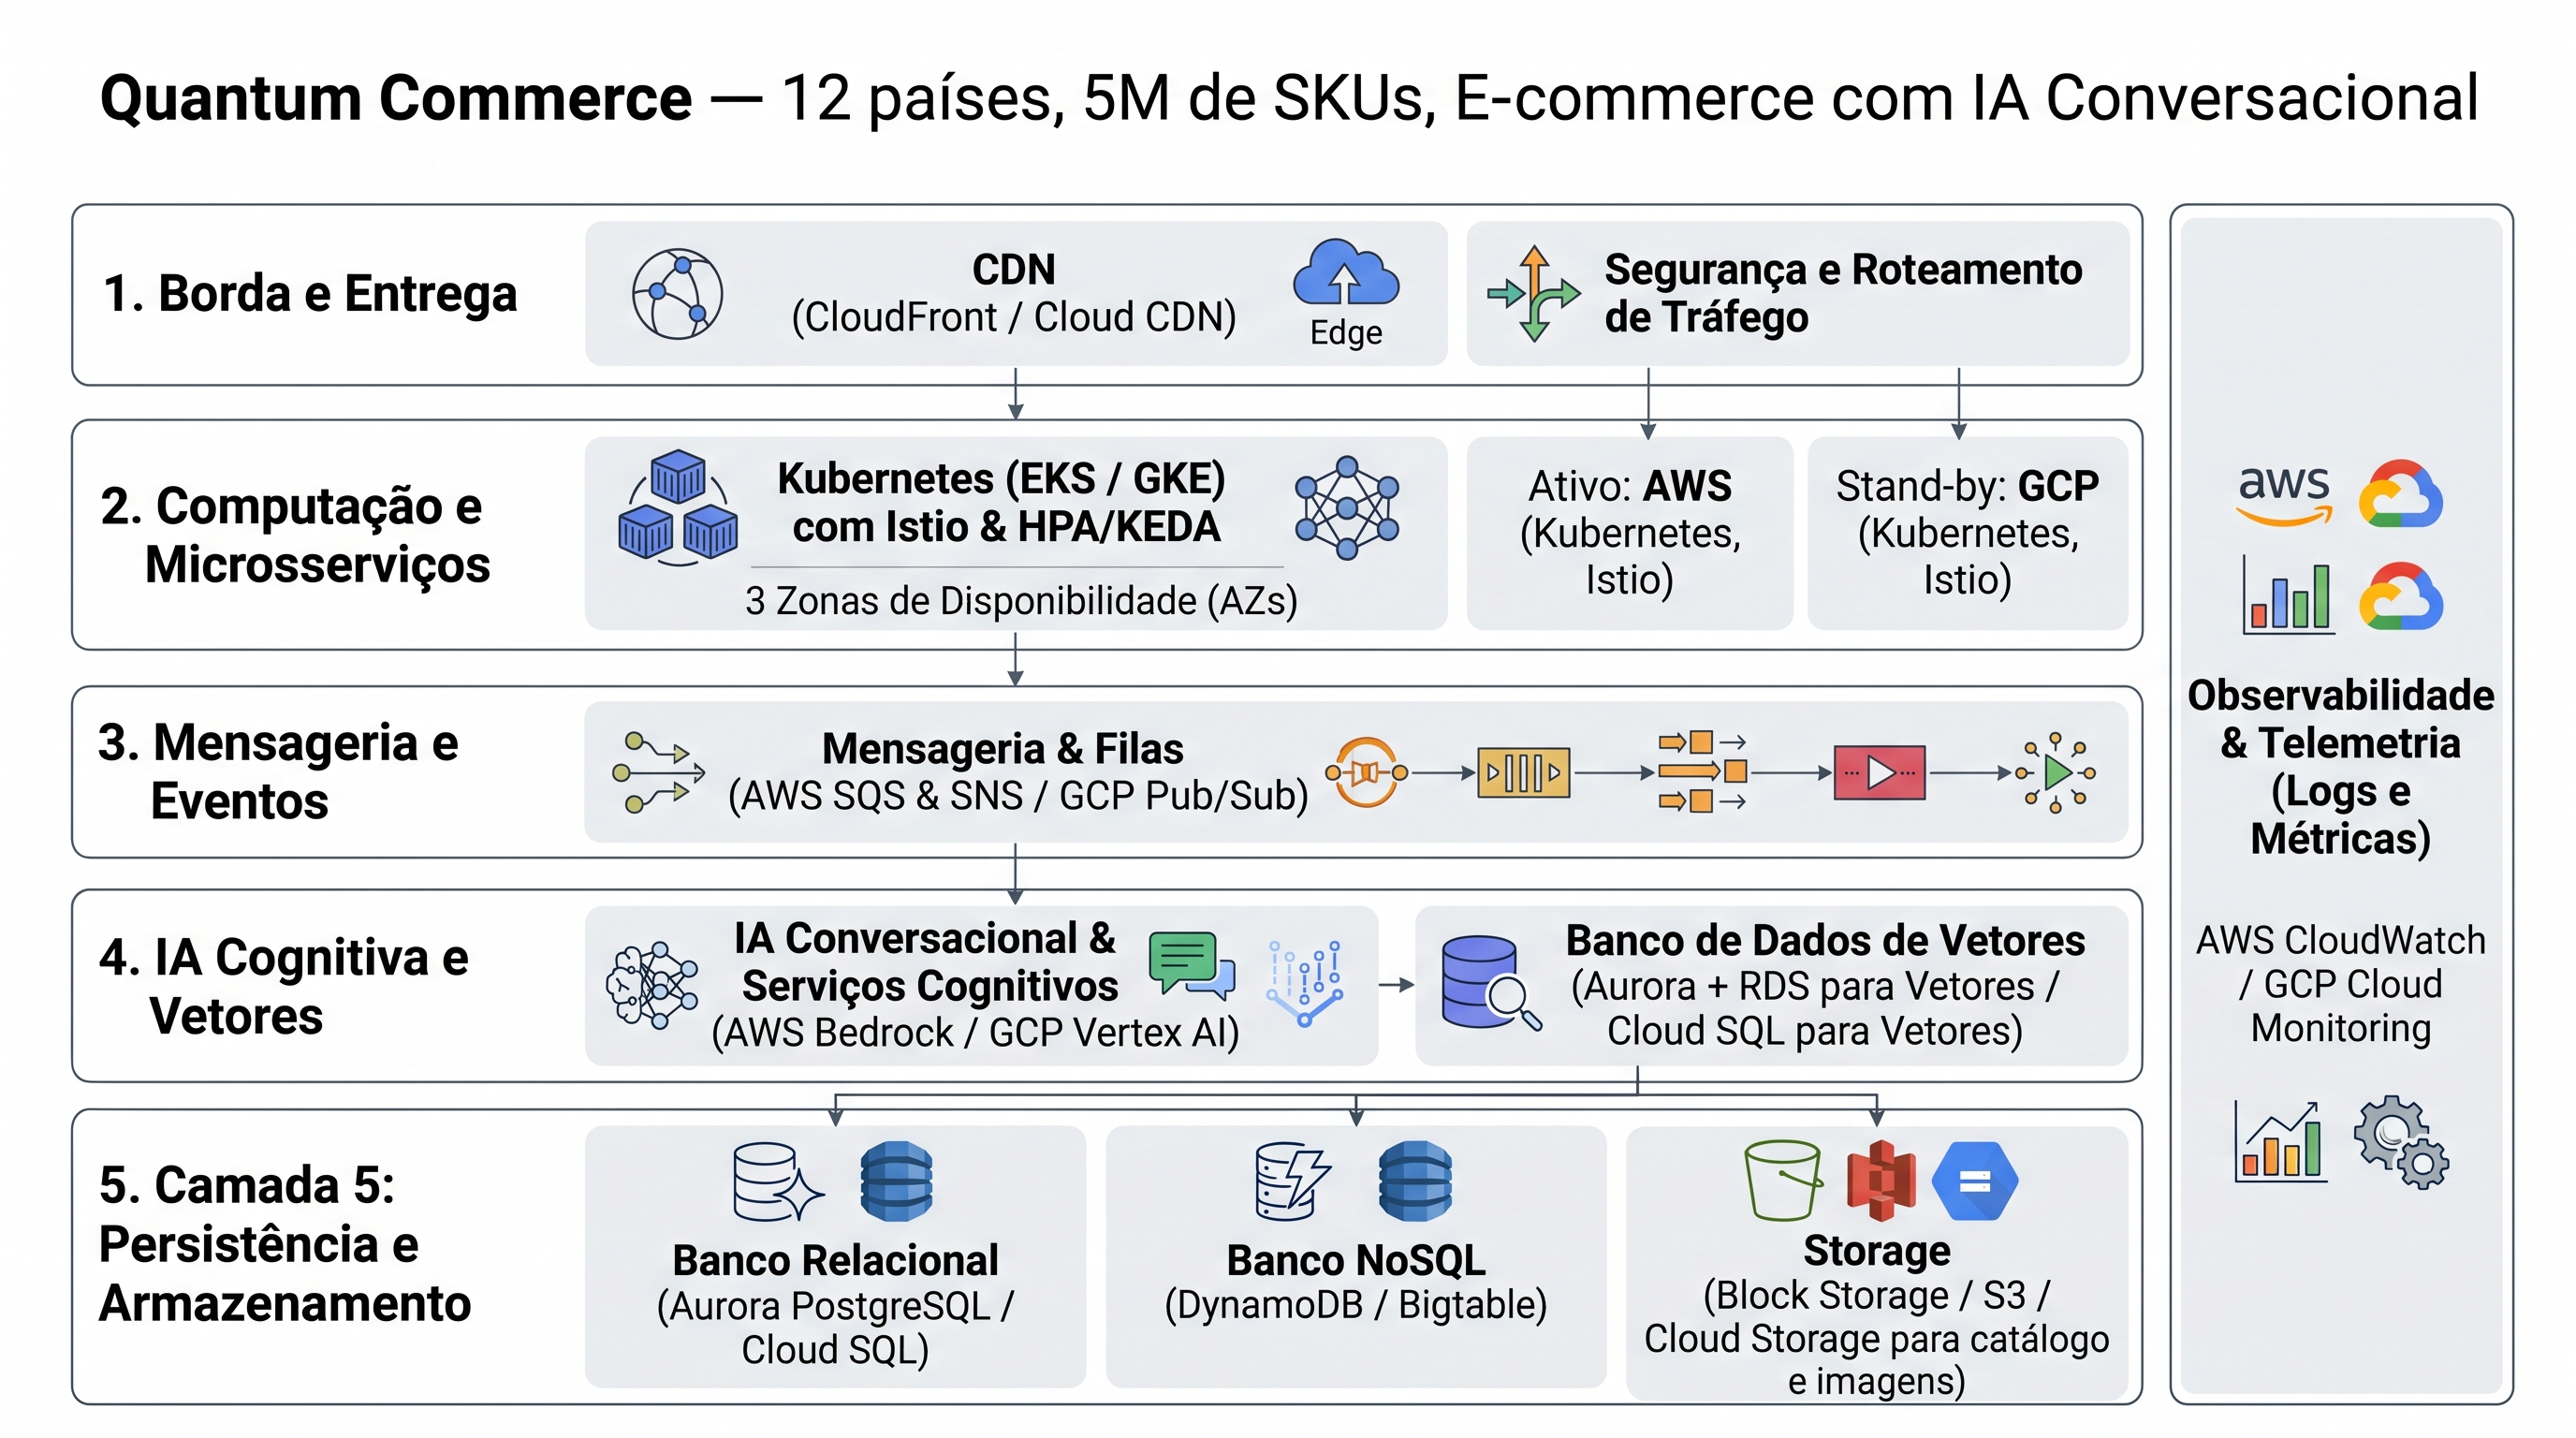 Quantum Commerce — 12 países, 5M de SKUs, E-commerce com IA Conversacional
1. Borda e Entrega
CDN
(CloudFront / Cloud CDN)
Edge
Segurança e Roteamento
de Tráfego
2. Computação e
Microsserviços
Kubernetes (EKS / GKE)
com Istio & HPA/KEDA
3 Zonas de Disponibilidade (AZs)
Ativo: AWS
(Kubernetes,
Istio)
Stand-by: GCP
(Kubernetes,
Istio)
3. Mensageria e
Eventos
Mensageria & Filas
(AWS SQS & SNS / GCP Pub/Sub)
4. IA Cognitiva e
Vetores
IA Conversacional &
Serviços Cognitivos
(AWS Bedrock / GCP Vertex AI)
Banco de Dados de Vetores
(Aurora + RDS para Vetores /
Cloud SQL para Vetores)
5. Camada 5:
Persistência e
Armazenamento
Banco Relacional
(Aurora PostgreSQL /
Cloud SQL)
Banco NoSQL
(DynamoDB / Bigtable)
Storage
(Block Storage / S3 /
Cloud Storage para catálogo
e imagens)
aws
Observabilidade
& Telemetria
(Logs e
Métricas)
AWS CloudWatch
/ GCP Cloud
Monitoring